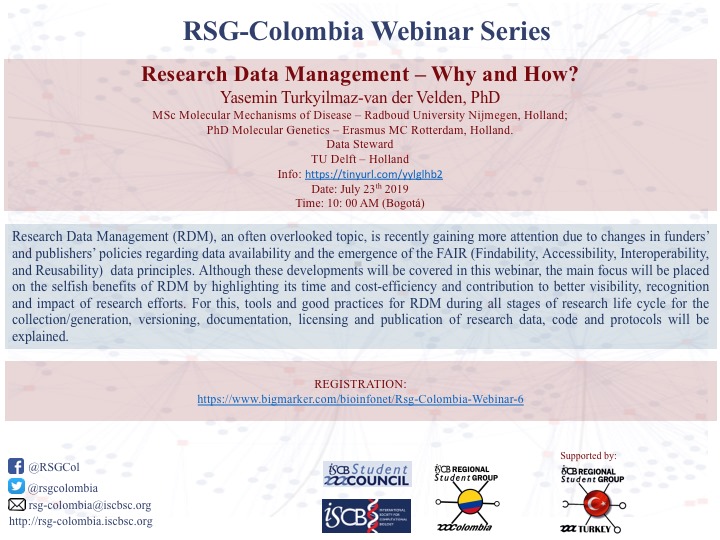 RSG-Colombia Webinar Series
Research Data Management – Why and How?
Yasemin Turkyilmaz-van der Velden, PhD
MSc Molecular Mechanisms of Disease – Radboud University Nijmegen, Holland;
PhD Molecular Genetics – Erasmus MC Rotterdam, Holland.
Data Steward
TU Delft – Holland
Info: https://tinyurl.com/yylglhb2
Date: July 23th 2019
Time: 10: 00 AM (Bogotá)
Research Data Management (RDM), an often overlooked topic, is recently gaining more attention due to changes in funders’
and publishers’ policies regarding data availability and the emergence of the FAIR (Findability, Accessibility, Interoperability,
and Reusability) data principles. Although these developments will be covered in this webinar, the main focus will be placed
on the selfish benefits of RDM by highlighting its time and cost-efficiency and contribution to better visibility, recognition
and impact of research efforts. For this, tools and good practices for RDM during all stages of research life cycle for the
collection/generation, versioning, documentation, licensing and publication of research data, code and protocols will be
explained.
REGISTRATION:
https://www.bigmarker.com/bioinfonet/Rsg-Colombia-Webinar-6
@RSGCol
@rsgcolombia
rsg-colombia@iscbsc.org
http://rsg-colombia.iscbsc.org
iSCB Student
COUNCIL
iSCB
INTERNATIONAL
SOCIETY FOR
COMPUTATIONAL
BIOLOGY
iSCB REGIONAL
Student GROUP
Colombia
Supported by:
iSCB REGIONAL
Student GROUP
TURKEY